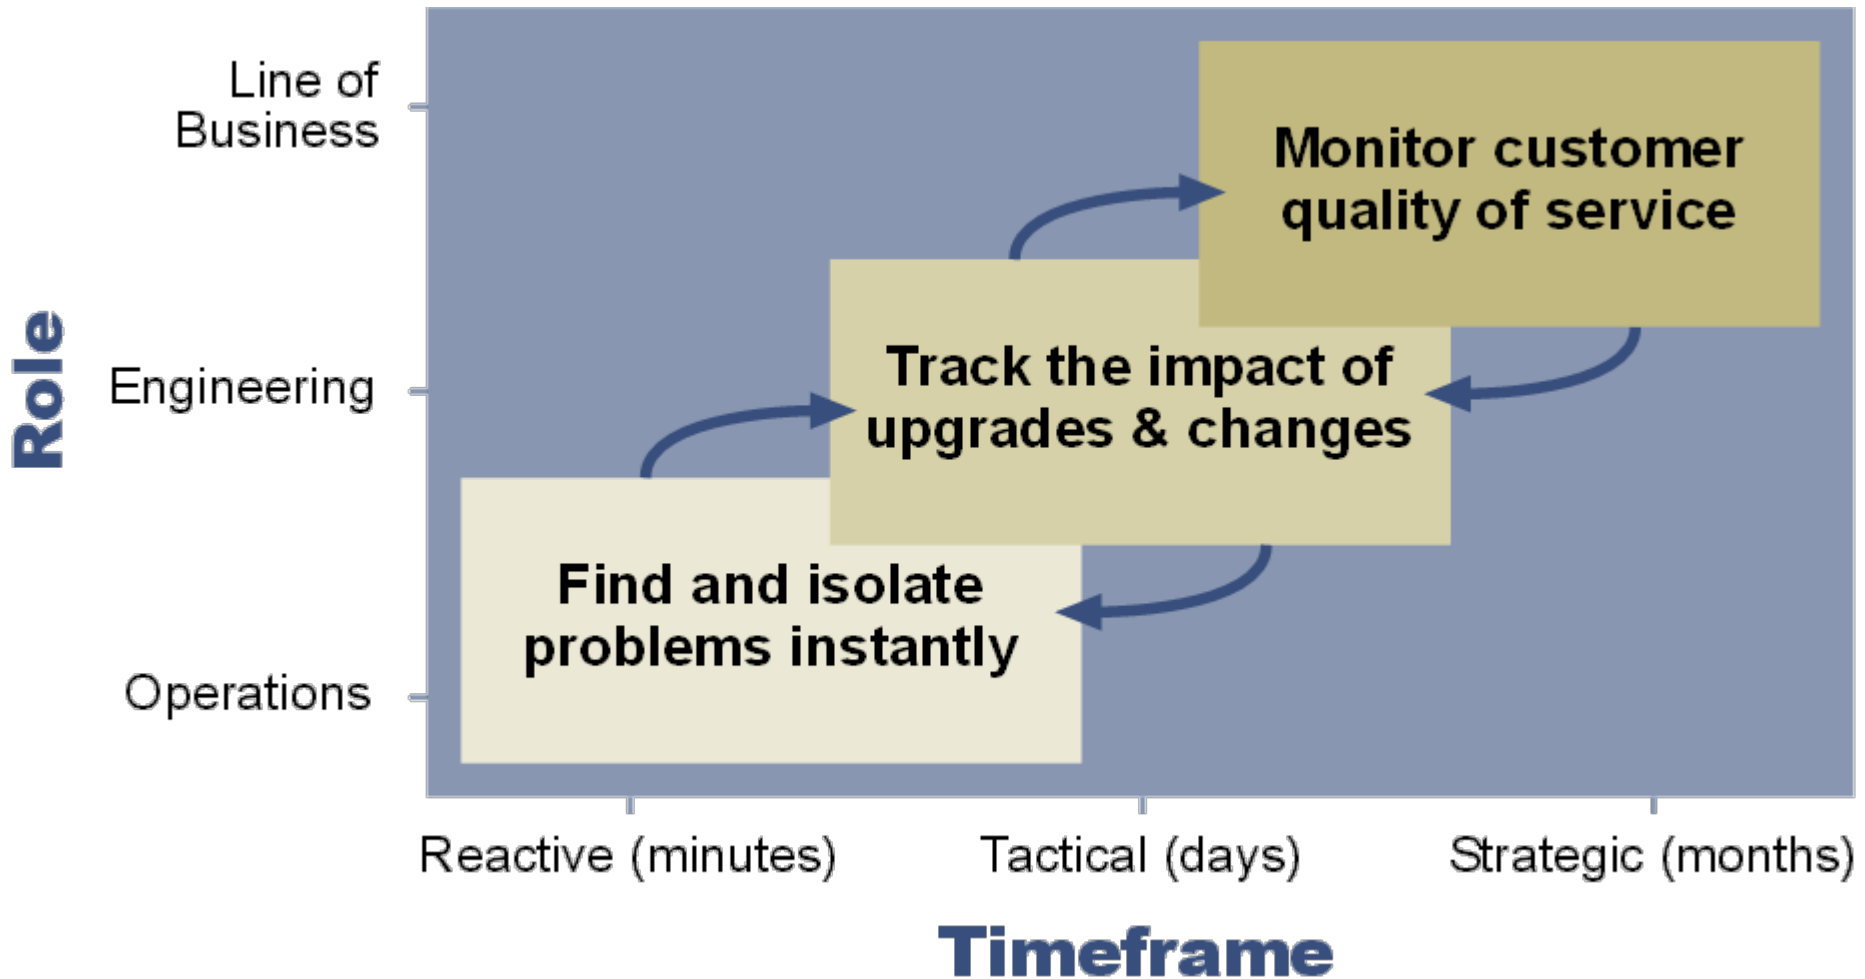 Line of
Business
Monitor customer
quality of service
Role
Engineering
Track the impact of
upgrades & changes
Find and isolate
problems instantly
Operations
Reactive (minutes)
Tactical (days)
Strategic (months)
Timeframe